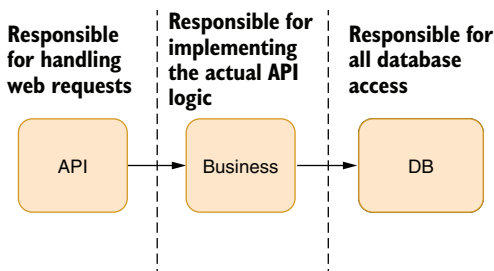 Responsible
for handling
web requests
Responsible for
implementing
the actual API
logic
Responsible for
all database
access
API
Business
DB